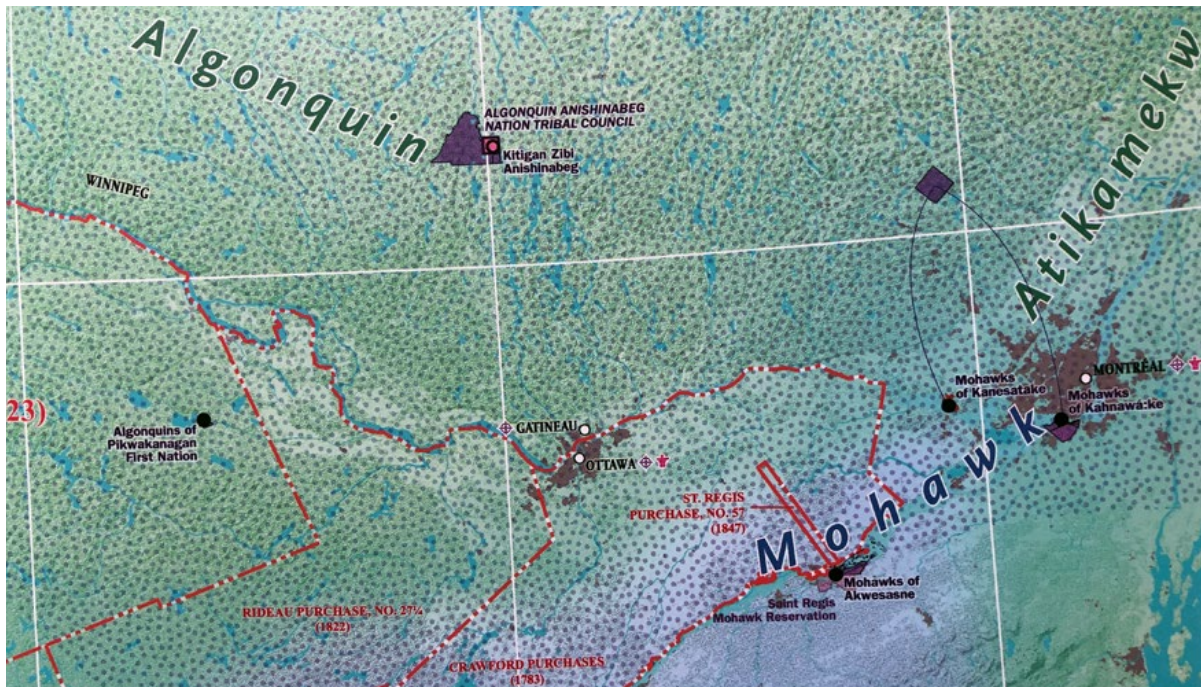 Algonquin
Atikamekw
ALGONQUIN ANISHINABEG
NATION TRIBAL COUNCIL
Kitigan Zibi
Anishinabeg
WINNIPEG
23)
Algonquins of
Pikwakanagan
First Nation
GATINEAU
OTTAWA
MONTRÉAL
Mohawks
of Kanesatake
Mohawks
of Kahnawá:ke
Mohawk
ST. REGIS
PURCHASE, NO. 57
(1847)
Mohawks of
Akwesasne
Saint Regis
Mohawk Reservation
RIDEAU PURCHASE, NO. 27¼
(1822)
CRAWFORD PURCHASES
(1783)